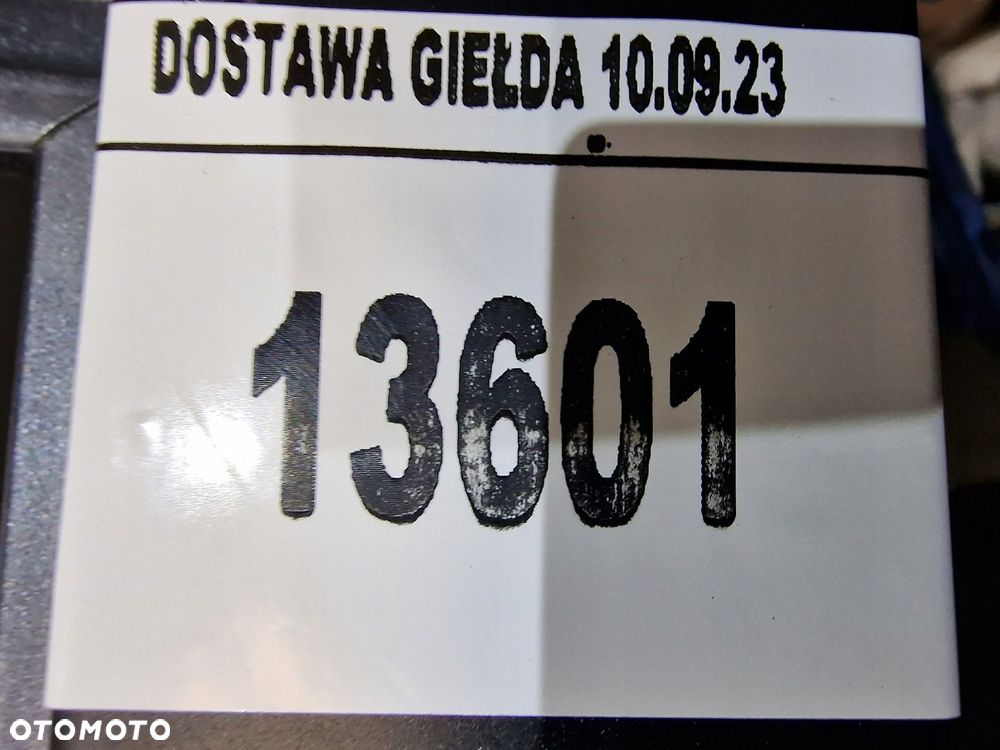 DOSTAWA GIEŁDA 10.09.23
13601
OTOMOTO